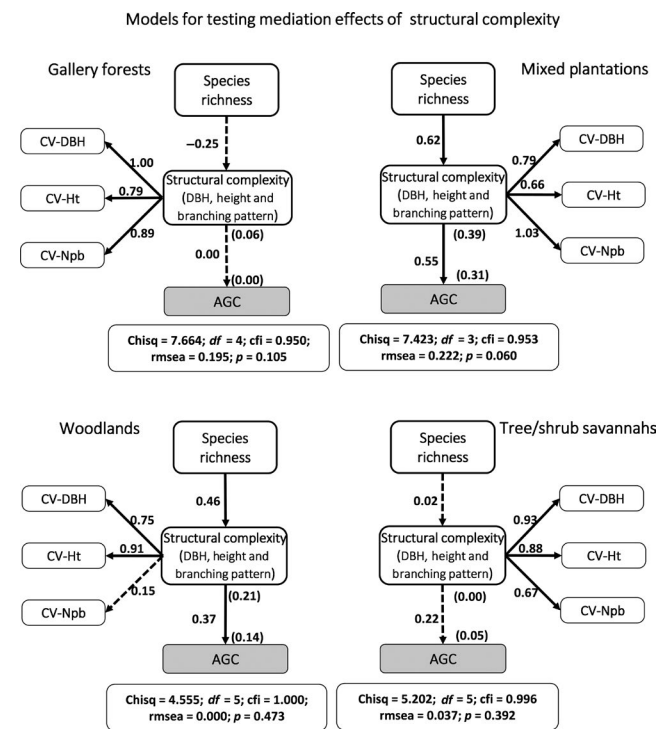 Models for testing mediation effects of structural complexity
Gallery forests
Species
richness
–0.25
CV-DBH
1.00
CV-Ht
0.79
CV-Npb
0.89
Structural complexity
(DBH, height and
branching pattern)
(0.06)
0.00
(0.00)
AGC
Chisq = 7.664; df = 4; cfi = 0.950;
rmsea = 0.195; p = 0.105
Mixed plantations
Species
richness
0.62
CV-DBH
0.79
CV-Ht
0.66
CV-Npb
1.03
Structural complexity
(DBH, height and
branching pattern)
(0.39)
0.55
(0.31)
AGC
Chisq = 7.423; df = 3; cfi = 0.953
rmsea = 0.222; p = 0.060
Woodlands
Species
richness
0.46
CV-DBH
0.75
CV-Ht
0.91
CV-Npb
0.15
Structural complexity
(DBH, height and
branching pattern)
(0.21)
0.37
(0.14)
AGC
Chisq = 4.555; df = 5; cfi = 1.000;
rmsea = 0.000; p = 0.473
Tree/shrub savannahs
Species
richness
0.02
CV-DBH
0.93
CV-Ht
0.88
CV-Npb
0.67
Structural complexity
(DBH, height and
branching pattern)
(0.00)
0.22
(0.05)
AGC
Chisq = 5.202; df = 5; cfi = 0.996
rmsea = 0.037; p = 0.392